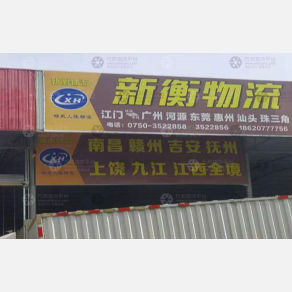 新衡物流
XH
江门 广州 河源 东莞 惠州 汕头 珠三角
电话：0750-3522858 3522856 18620777756
南昌 赣州 吉安 抚州
上饶 九江 江西全境